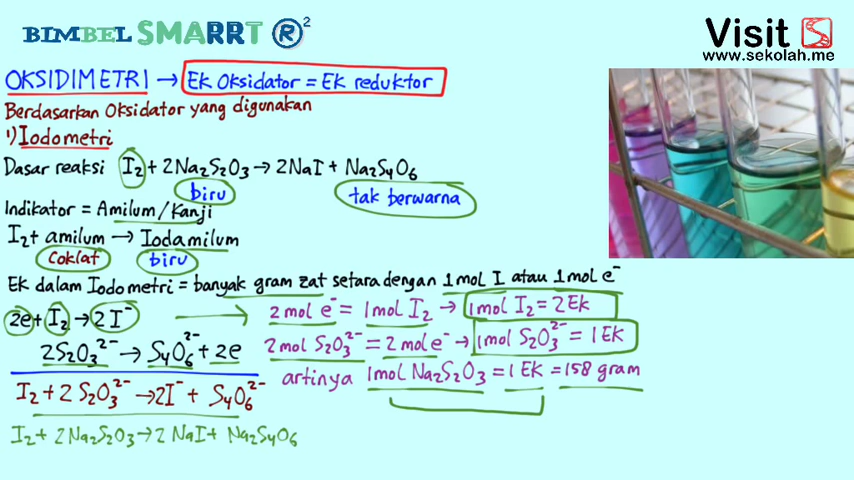 BIMBEL SMARRT R²
Visit S
www.sekolah.me
OKSIDIMETRI → Ek Oksidator = EK reduktor
Berdasarkan Oksidator yang digunakan
1) Iodometri
Dasar reaksi I₂ + 2Na₂S₂O₃ → 2NaI + Na₂S₄O₆
biru tak berwarna
Indikator = Amilum/Kanji
I₂ + amilum → Iodamilum
Coklat biru
Ek dalam Iodometri = banyak gram zat setara dengan 1 mol I atau 1 mol e⁻
2e + I₂ → 2I⁻ → 2 mol e⁻ = 1 mol I₂ → 1 mol I₂ = 2 Ek
2S₂O₃²⁻ → S₄O₆²⁻ + 2e 2 mol S₂O₃²⁻ = 2 mol e⁻ → 1 mol S₂O₃²⁻ = 1 EK
artinya 1 mol Na₂S₂O₃ = 1 EK = 158 gram
I₂ + 2 S₂O₃²⁻ → 2I⁻ + S₄O₆²⁻
I₂ + 2Na₂S₂O₃ → 2 NaI + Na₂S₄O₆